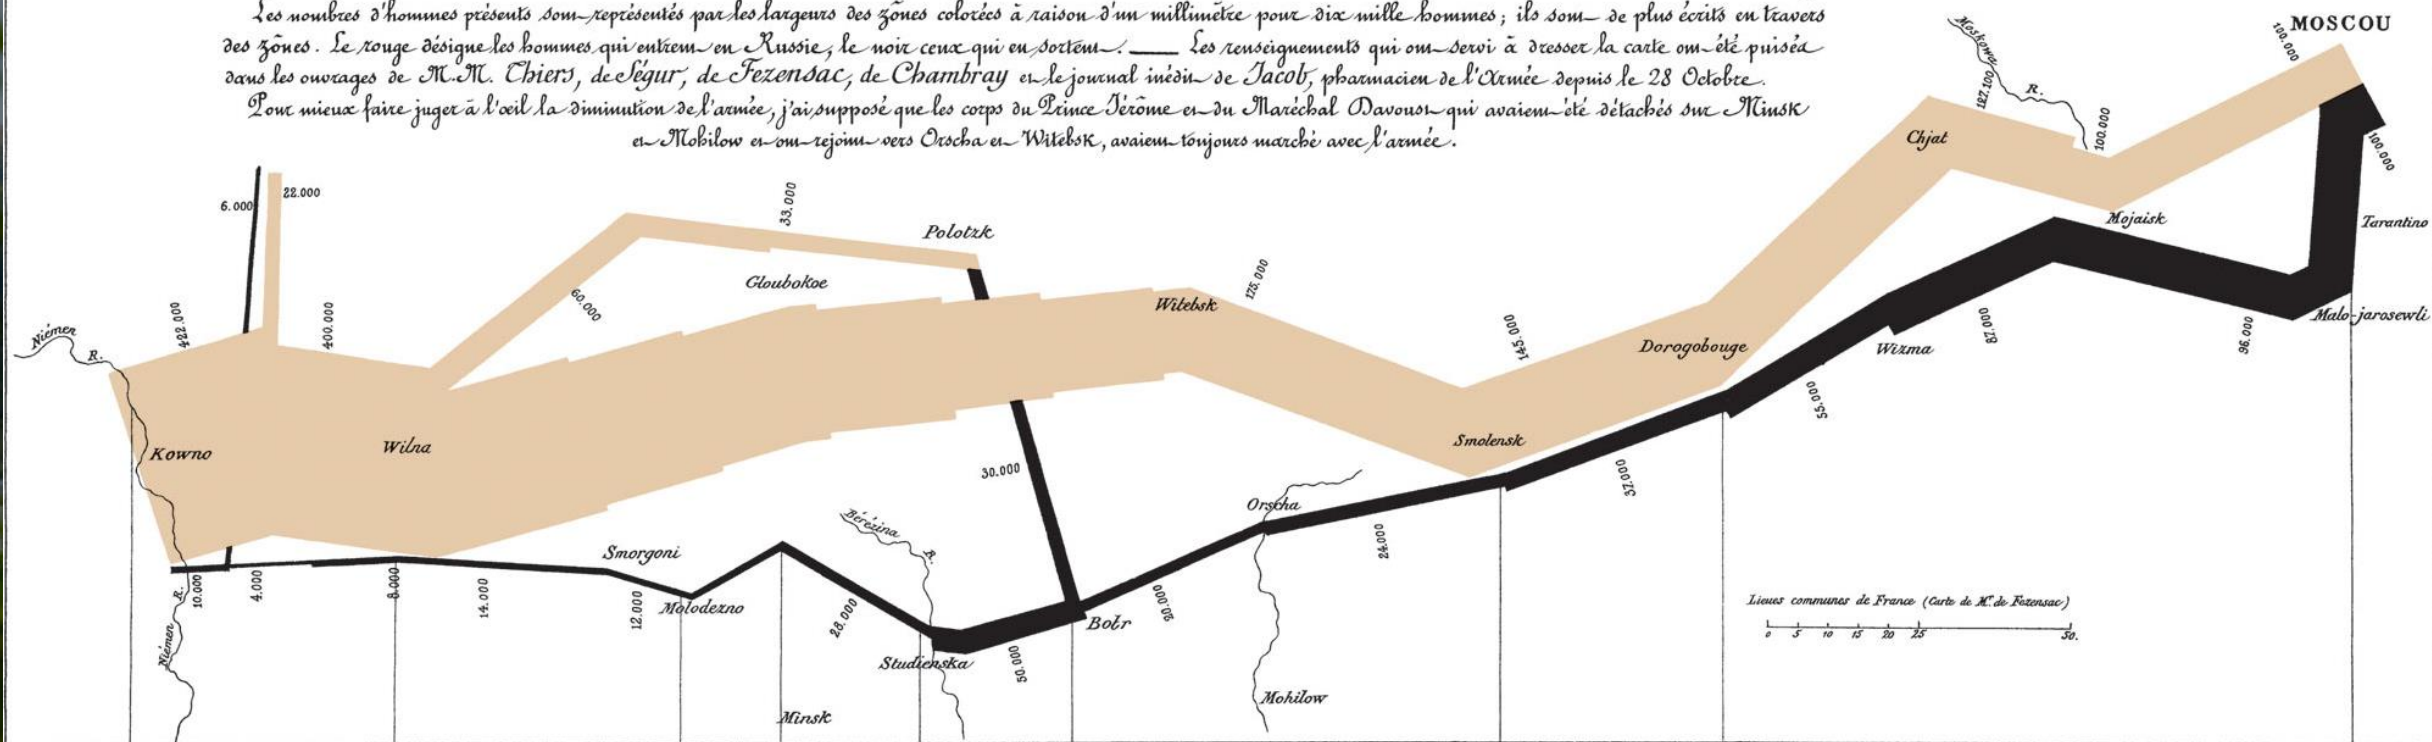 Les nombres d'hommes présents sont représentés par les largeurs des zônes colorées à raison d'un millimètre pour dix mille hommes; ils sont de plus écrits en travers
des zônes. Le rouge désigne les hommes qui entrent en Russie, le noir ceux qui en sortent. — Les renseignements qui ont servi à dresser la carte ont été puisés
dans les ouvrages de M.M. Thiers, de Ségur, de Fezensac, de Chambray et le journal inédit de Jacob, pharmacien de l'Armée depuis le 28 Octobre.
Pour mieux faire juger à l'œil la diminution de l'armée, j'ai supposé que les corps du Prince Jérôme et du Maréchal Davoust qui avaient été détachés sur Minsk
et Mohilow et ont rejoint vers Orscha et Witebsk, avaient toujours marché avec l'armée.
MOSCOU
100.000
Moskowa
R.
127.100
100.000
100.000
Chjat
Mojaisk
Tarantino
Malo-jarosewli
6.000
22.000
33.000
Polotzk
Gloubokoe
60.000
175.000
Witebsk
422.000
400.000
Niémen
R.
Kowno
Wilna
145.000
Dorogobouge
Smolensk
Wizma
87.000
96.000
55.000
37.000
24.000
30.000
Orscha
Bérézina
R.
Smorgoni
10.000
4.000
8.000
14.000
12.000
Molodezno
28.000
Studienska
50.000
Botr
20.000
R.
Niémen
Minsk
Mohilow
Lieues communes de France (Carte de M. de Fezensac)
0 5 10 15 20 25 50.